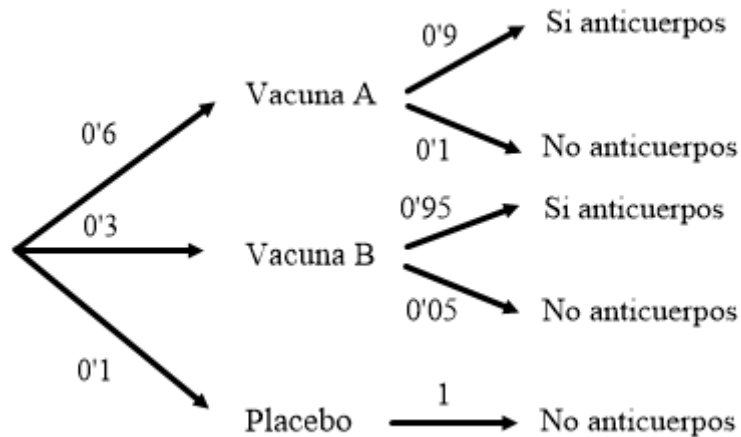 0'9
Si anticuerpos
Vacuna A
0'6
0'1
No anticuerpos
0'95
Si anticuerpos
0'3
Vacuna B
0'05
No anticuerpos
0'1
1
Placebo
No anticuerpos